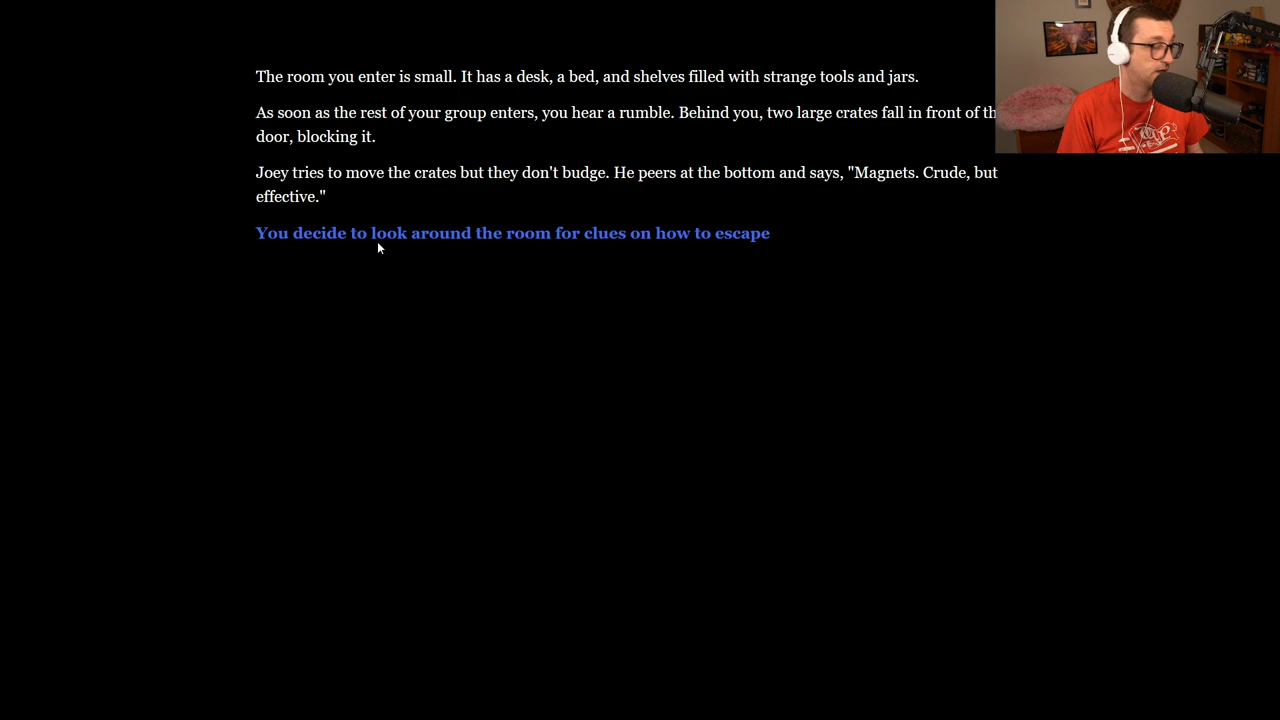 The room you enter is small. It has a desk, a bed, and shelves filled with strange tools and jars.
As soon as the rest of your group enters, you hear a rumble. Behind you, two large crates fall in front of th
door, blocking it.
Joey tries to move the crates but they don't budge. He peers at the bottom and says, "Magnets. Crude, but
effective."
You decide to look around the room for clues on how to escape